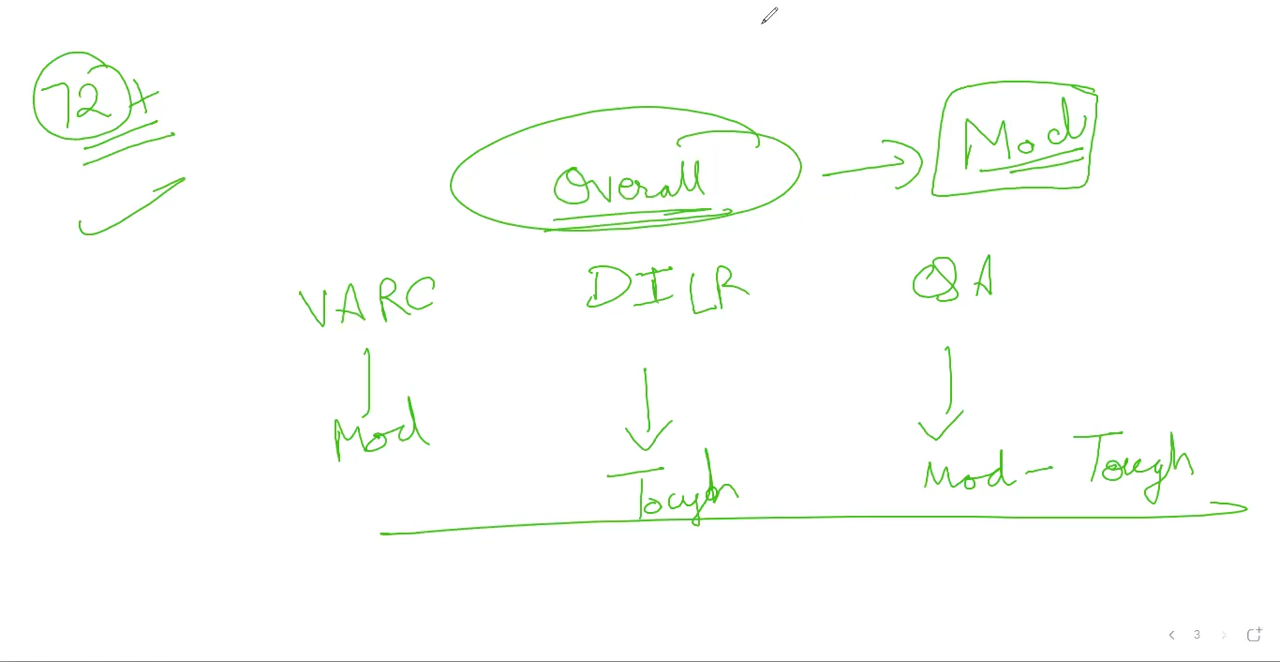 72+
Overall → Mod
VARC DILR QA
Mod Tough Mod - Tough
3